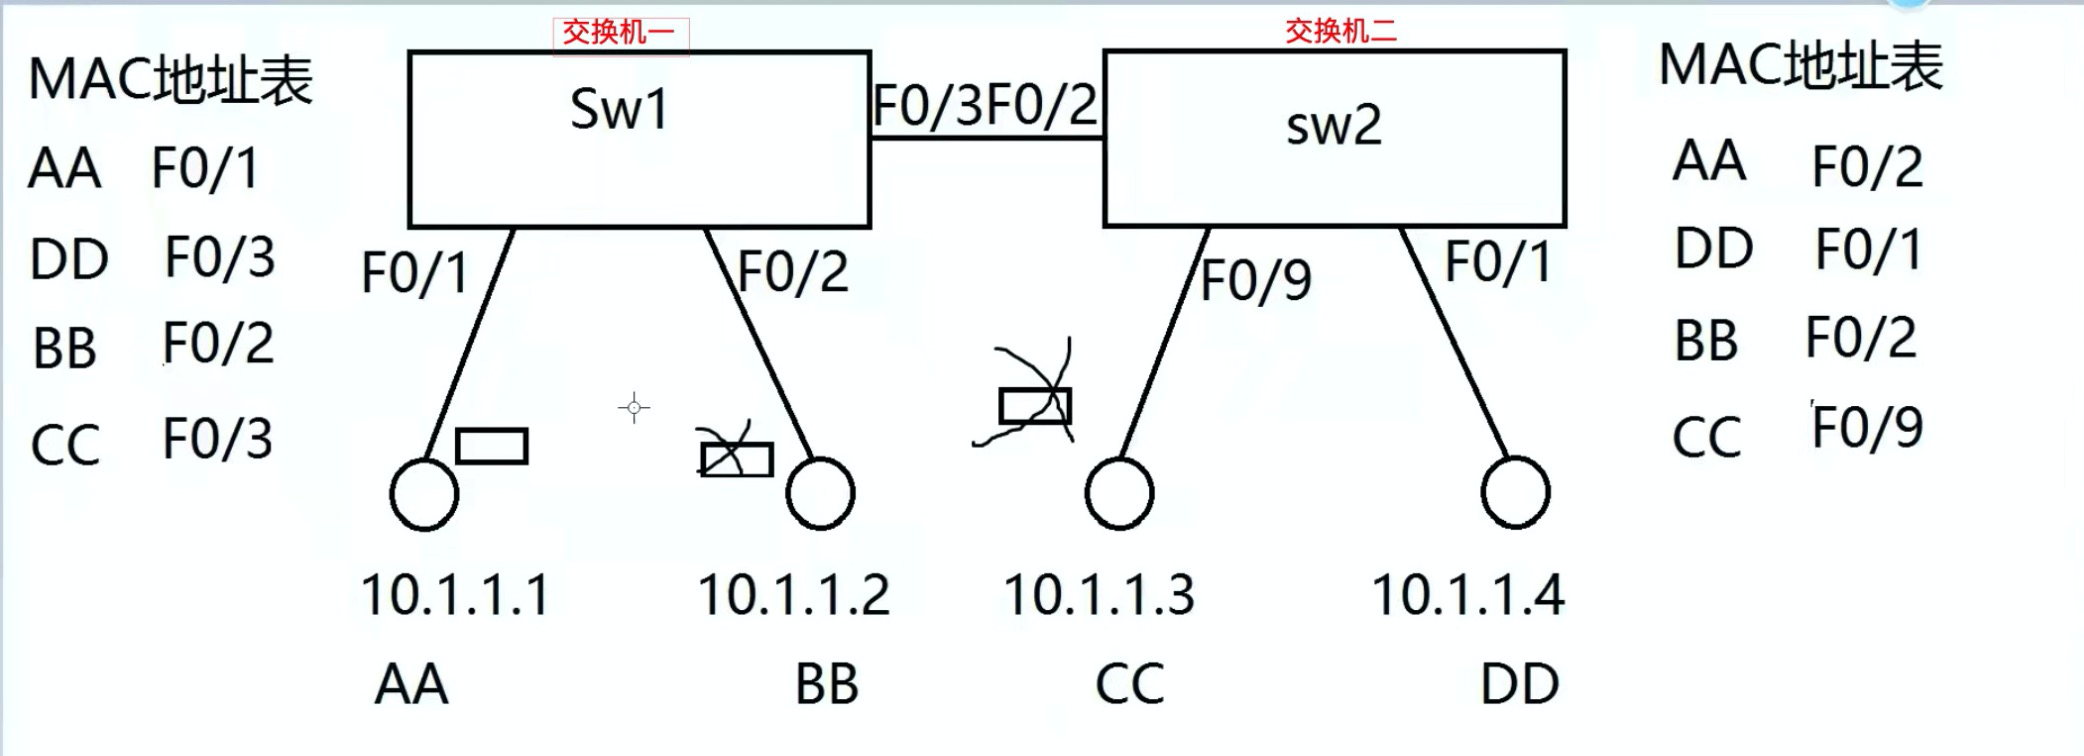 交换机一
交换机二
MAC地址表
AA F0/1
DD F0/3
BB F0/2
CC F0/3
Sw1
F0/3F0/2
sw2
F0/1
F0/2
F0/9
F0/1
MAC地址表
AA F0/2
DD F0/1
BB F0/2
CC F0/9
10.1.1.1
10.1.1.2
10.1.1.3
10.1.1.4
AA
BB
CC
DD